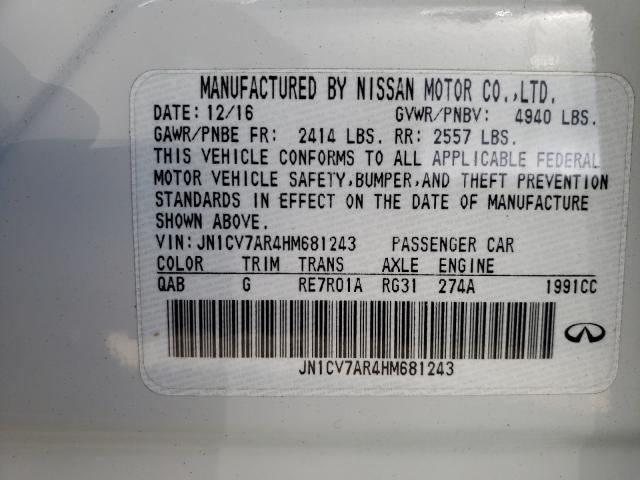 MANUFACTURED BY NISSAN MOTOR CO.,LTD.
DATE: 12/16 GVWR/PNBV: 4940 LBS.
GAWR/PNBE FR: 2414 LBS. RR: 2557 LBS.
THIS VEHICLE CONFORMS TO ALL APPLICABLE FEDERAL
MOTOR VEHICLE SAFETY,BUMPER,AND THEFT PREVENTION
STANDARDS IN EFFECT ON THE DATE OF MANUFACTURE
SHOWN ABOVE.
VIN: JN1CV7AR4HM681243 PASSENGER CAR
COLOR TRIM TRANS AXLE ENGINE
QAB G RE7R01A RG31 274A 1991CC
JN1CV7AR4HM681243